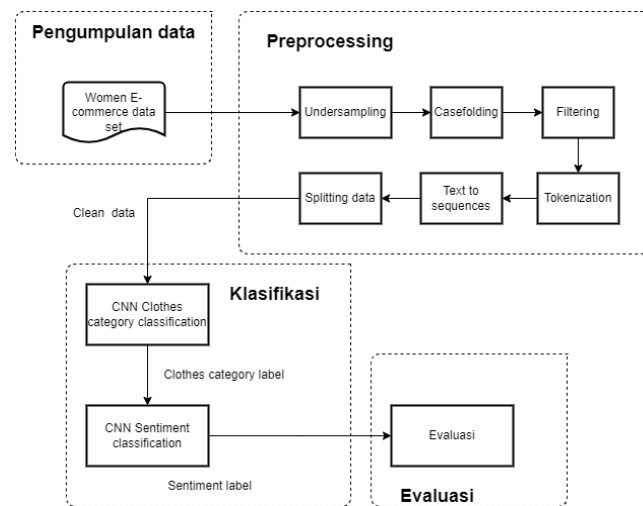 Pengumpulan data
Women E-
commerce data
set
Preprocessing
Undersampling
Casefolding
Filtering
Tokenization
Text to
sequences
Splitting data
Clean data
Klasifikasi
CNN Clothes
category classification
Clothes category label
CNN Sentiment
classification
Sentiment label
Evaluasi
Evaluasi